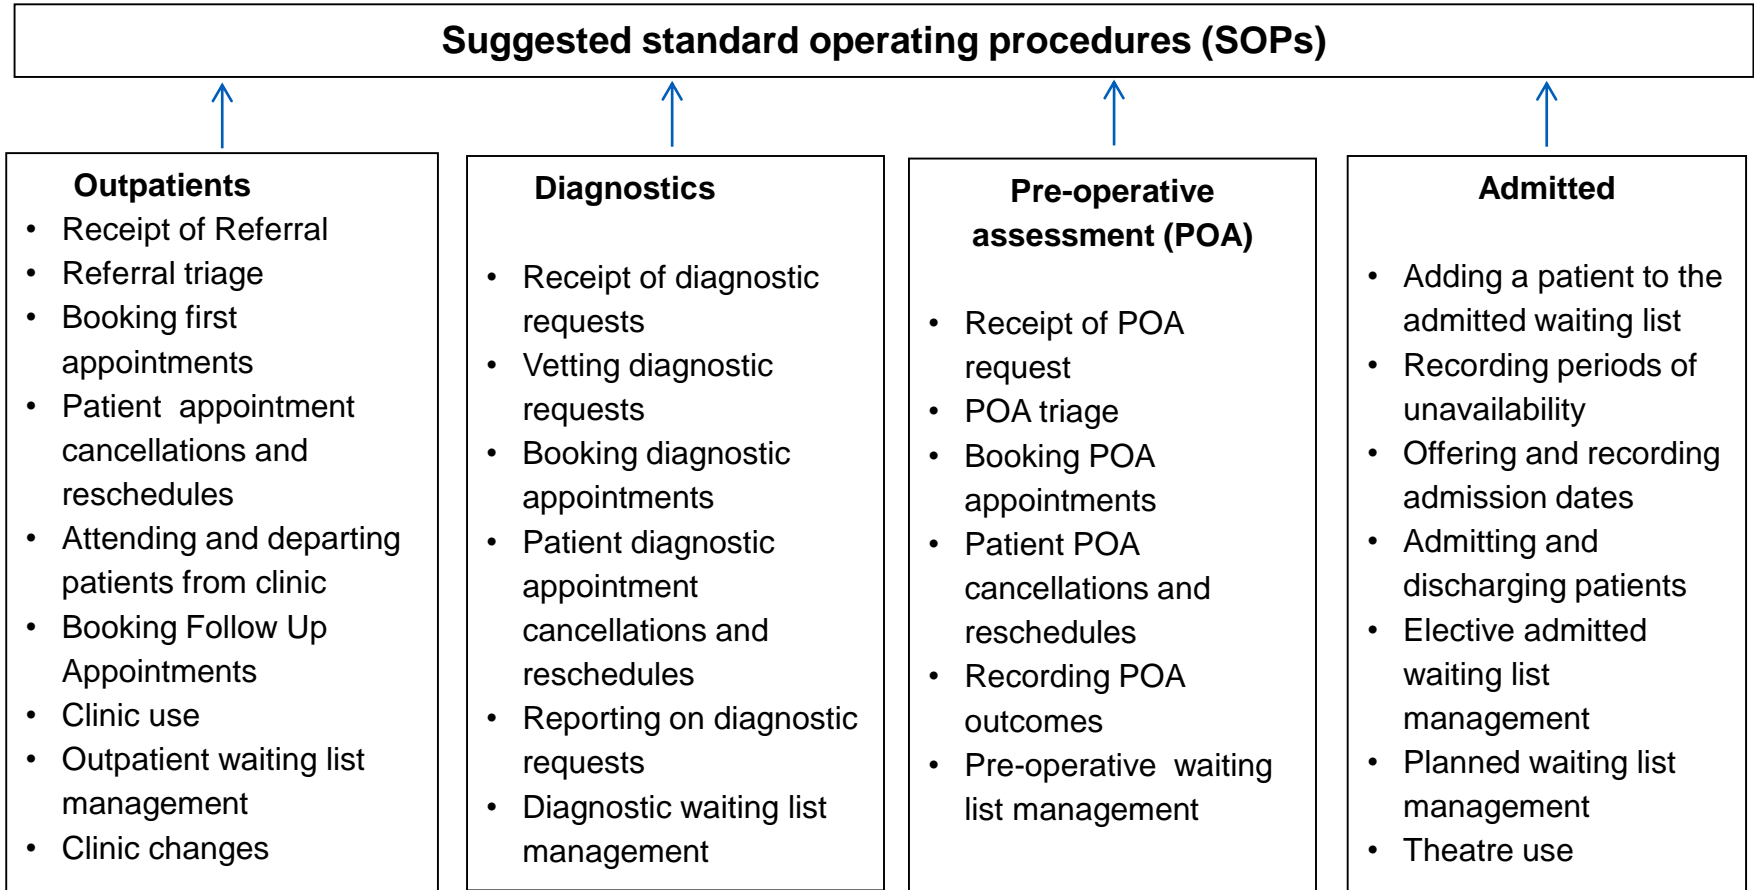 Suggested standard operating procedures (SOPs)
Outpatients
• Receipt of Referral
• Referral triage
• Booking first
appointments
• Patient  appointment
cancellations and
reschedules
• Attending and departing
patients from clinic
• Booking Follow Up
Appointments
• Clinic use
• Outpatient waiting list
management
• Clinic changes
Diagnostics
• Receipt of diagnostic
requests
• Vetting diagnostic
requests
• Booking diagnostic
appointments
• Patient diagnostic
appointment
cancellations and
reschedules
• Reporting on diagnostic
requests
• Diagnostic waiting list
management
Pre-operative
assessment (POA)
• Receipt of POA
request
• POA triage
• Booking POA
appointments
• Patient POA
cancellations and
reschedules
• Recording POA
outcomes
• Pre-operative  waiting
list management
Admitted
• Adding a patient to the
admitted waiting list
• Recording periods of
unavailability
• Offering and recording
admission dates
• Admitting and
discharging patients
• Elective admitted
waiting list
management
• Planned waiting list
management
• Theatre use